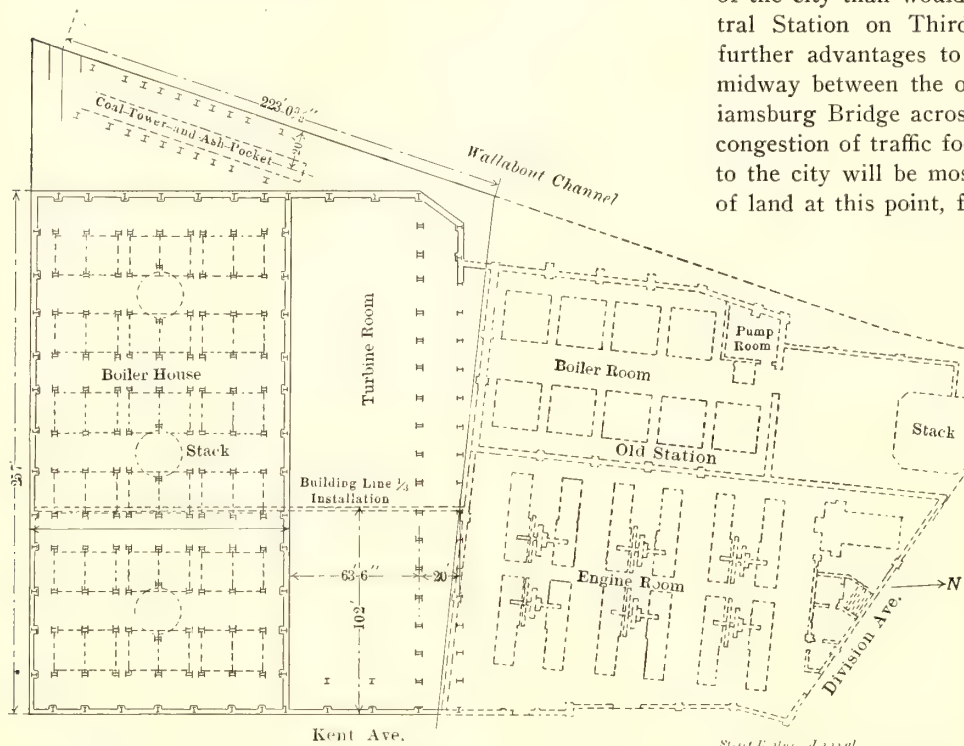 of the city than would
tral Station on Third
further advantages to
midway between the o
iamsburg Bridge acros
congestion of traffic fo
to the city will be mos
of land at this point, f
223'0¾"
Coal Tower and Ash Pocket
Wallabout Channel
Turbine Room
Pump
Room
Boiler House
Boiler Room
Stack
Stack
Old Station
257'
Building Line ⅓
Installation
63'-6"
20'
102'
Engine Room
N
Division Ave.
Kent Ave.